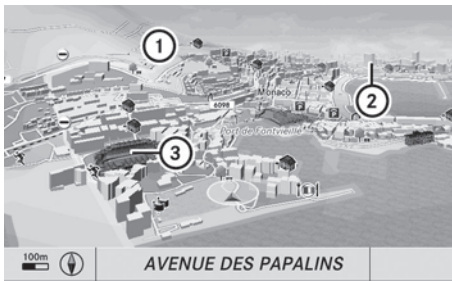 1
2
6098
Monaco
P
P
P
Port de Fontvieille
3
100m
AVENUE DES PAPALINS